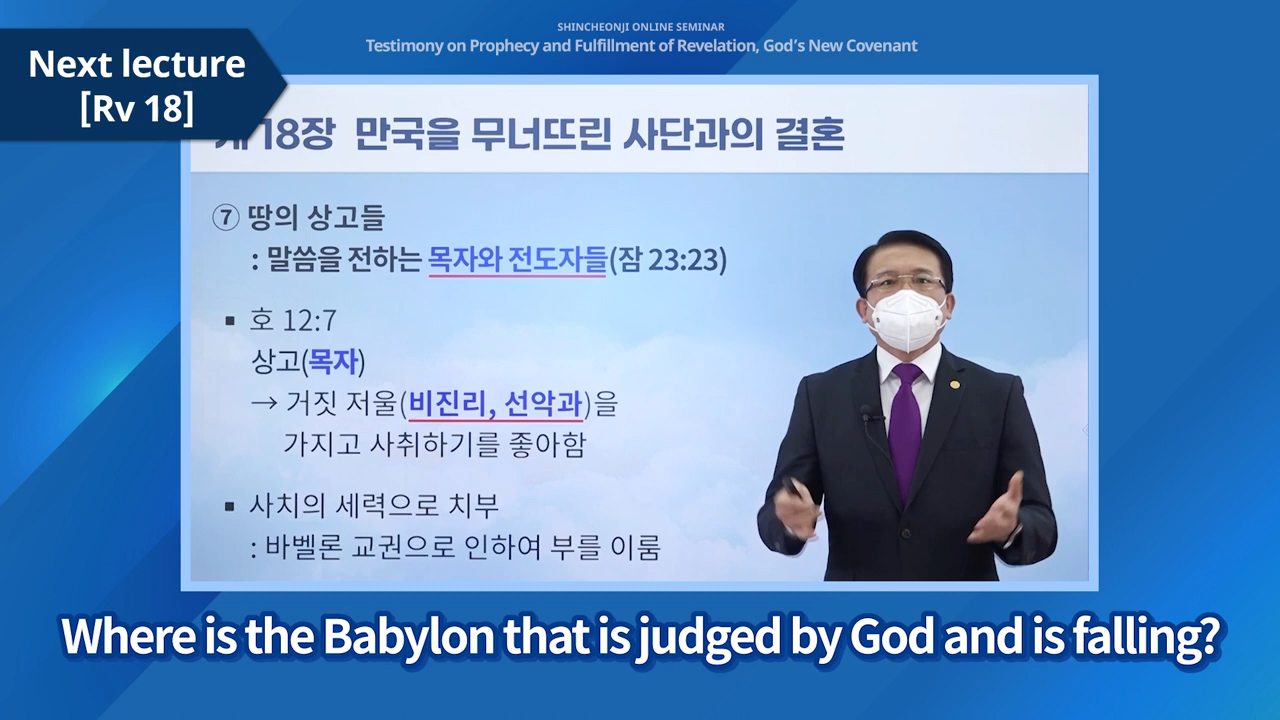 SHINCHEONJI ONLINE SEMINAR
Testimony on Prophecy and Fulfillment of Revelation, God's New Covenant
Next lecture
[Rv 18]
제18장 만국을 무너뜨린 사단과의 결혼
⑦ 땅의 상고들
: 말씀을 전하는 목자와 전도자들(잠 23:23)
▪ 호 12:7
상고(목자)
→ 거짓 저울(비진리, 선악과)을
가지고 사취하기를 좋아함
▪ 사치의 세력으로 치부
: 바벨론 교권으로 인하여 부를 이룸
Where is the Babylon that is judged by God and is falling?